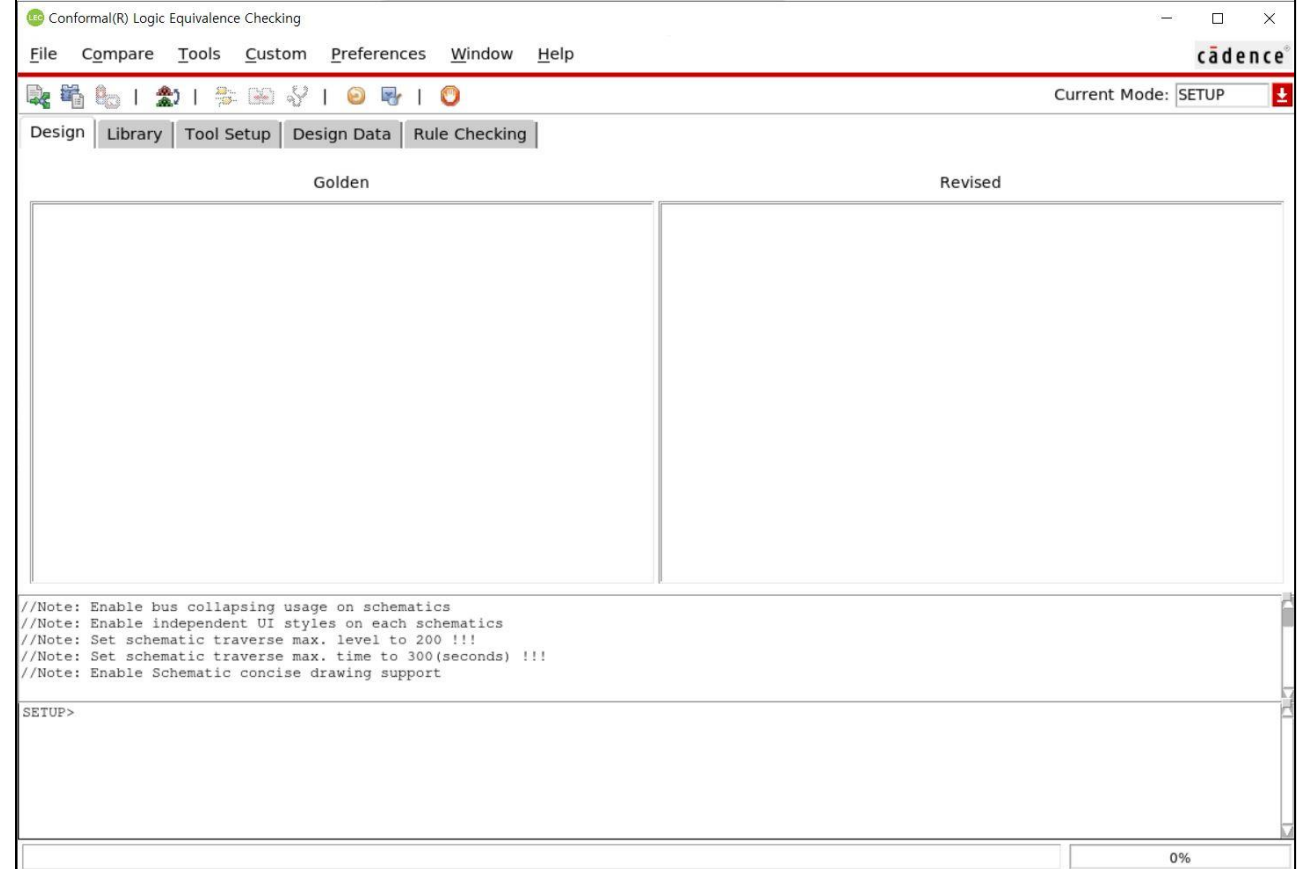 LEC Conformal(R) Logic Equivalence Checking
File Compare Tools Custom Preferences Window Help
cādence®
Current Mode: SETUP
Design Library Tool Setup Design Data Rule Checking
Golden Revised
//Note: Enable bus collapsing usage on schematics
//Note: Enable independent UI styles on each schematics
//Note: Set schematic traverse max. level to 200 !!!
//Note: Set schematic traverse max. time to 300(seconds) !!!
//Note: Enable Schematic concise drawing support
SETUP>
0%